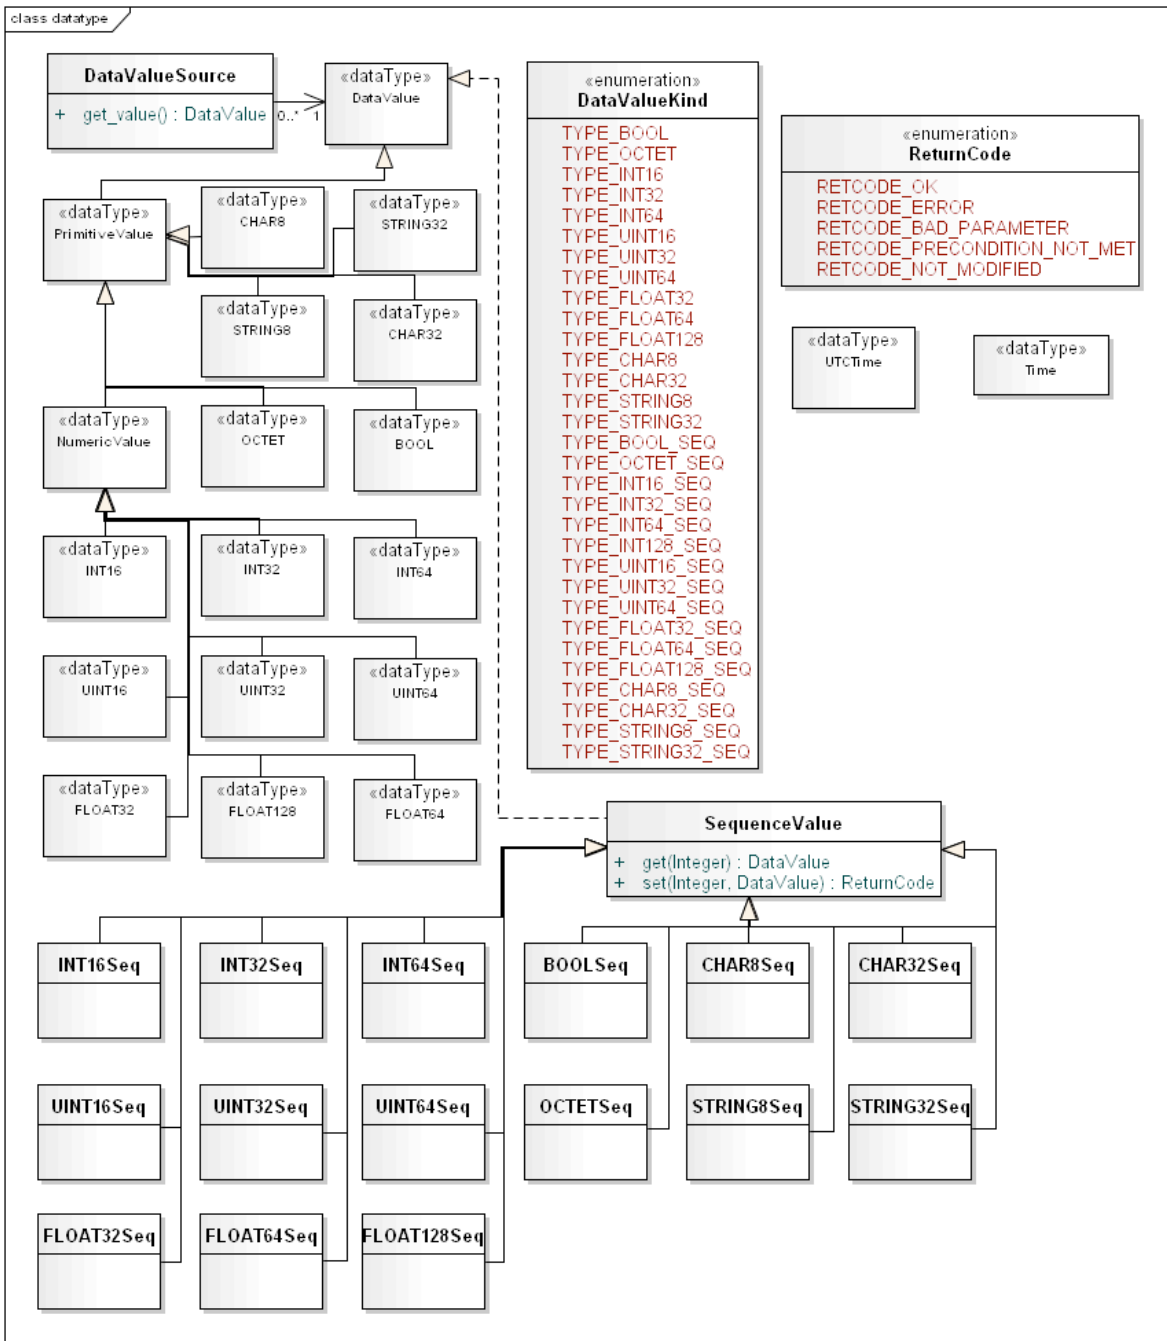 class datatype
DataValueSource
+ get_value() : DataValue
0..*
1
«dataType»
DataValue
«dataType»
PrimitiveValue
«dataType»
CHAR8
«dataType»
STRING32
«dataType»
STRING8
«dataType»
CHAR32
«dataType»
NumericValue
«dataType»
OCTET
«dataType»
BOOL
«dataType»
INT16
«dataType»
INT32
«dataType»
INT64
«dataType»
UINT16
«dataType»
UINT32
«dataType»
UINT64
«dataType»
FLOAT32
«dataType»
FLOAT128
«dataType»
FLOAT64
«enumeration»
DataValueKind
TYPE_BOOL
TYPE_OCTET
TYPE_INT16
TYPE_INT32
TYPE_INT64
TYPE_UINT16
TYPE_UINT32
TYPE_UINT64
TYPE_FLOAT32
TYPE_FLOAT64
TYPE_FLOAT128
TYPE_CHAR8
TYPE_CHAR32
TYPE_STRING8
TYPE_STRING32
TYPE_BOOL_SEQ
TYPE_OCTET_SEQ
TYPE_INT16_SEQ
TYPE_INT32_SEQ
TYPE_INT64_SEQ
TYPE_INT128_SEQ
TYPE_UINT16_SEQ
TYPE_UINT32_SEQ
TYPE_UINT64_SEQ
TYPE_FLOAT32_SEQ
TYPE_FLOAT64_SEQ
TYPE_FLOAT128_SEQ
TYPE_CHAR8_SEQ
TYPE_CHAR32_SEQ
TYPE_STRING8_SEQ
TYPE_STRING32_SEQ
«enumeration»
ReturnCode
RETCODE_OK
RETCODE_ERROR
RETCODE_BAD_PARAMETER
RETCODE_PRECONDITION_NOT_MET
RETCODE_NOT_MODIFIED
«dataType»
UTCTime
«dataType»
Time
SequenceValue
+ get(Integer) : DataValue
+ set(Integer, DataValue) : ReturnCode
INT16Seq
INT32Seq
INT64Seq
BOOLSeq
CHAR8Seq
CHAR32Seq
UINT16Seq
UINT32Seq
UINT64Seq
OCTETSeq
STRING8Seq
STRING32Seq
FLOAT32Seq
FLOAT64Seq
FLOAT128Seq